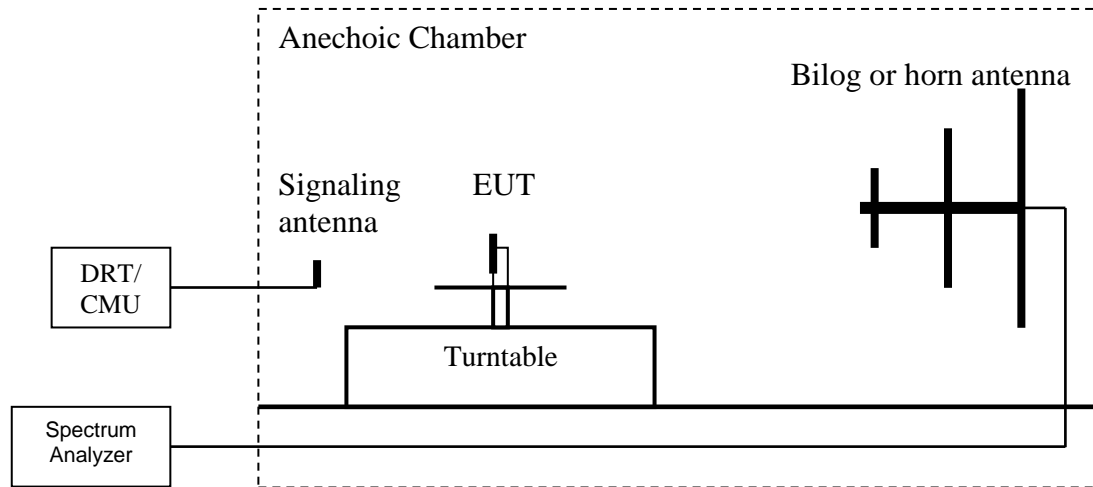 Anechoic Chamber
Bilog or horn antenna
Signaling
antenna
EUT
DRT/
CMU
Turntable
Spectrum
Analyzer